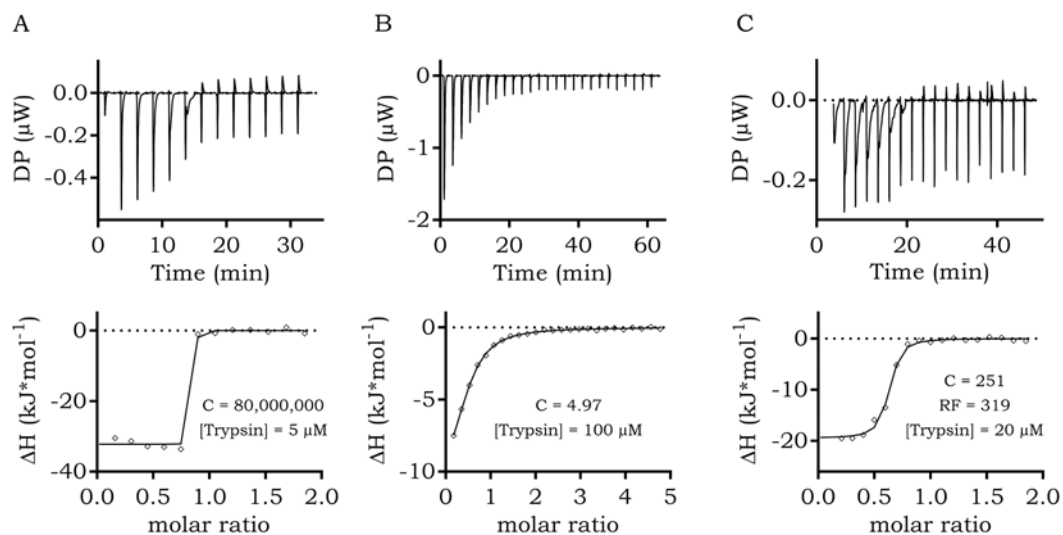 A
B
C
DP (µW)
0.0
-0.2
-0.4
0 10 20 30
Time (min)
DP (µW)
0
-1
-2
0 10 20 30 40 50 60
Time (min)
DP (µW)
0.0
-0.2
0 20 40
Time (min)
ΔH (kJ*mol⁻¹)
0
-20
-40
C = 80,000,000
[Trypsin] = 5 µM
0.0 0.5 1.0 1.5 2.0
molar ratio
ΔH (kJ*mol⁻¹)
0
-5
-10
C = 4.97
[Trypsin] = 100 µM
0 1 2 3 4 5
molar ratio
ΔH (kJ*mol⁻¹)
0
-10
-20
C = 251
RF = 319
[Trypsin] = 20 µM
0.0 0.5 1.0 1.5 2.0
molar ratio